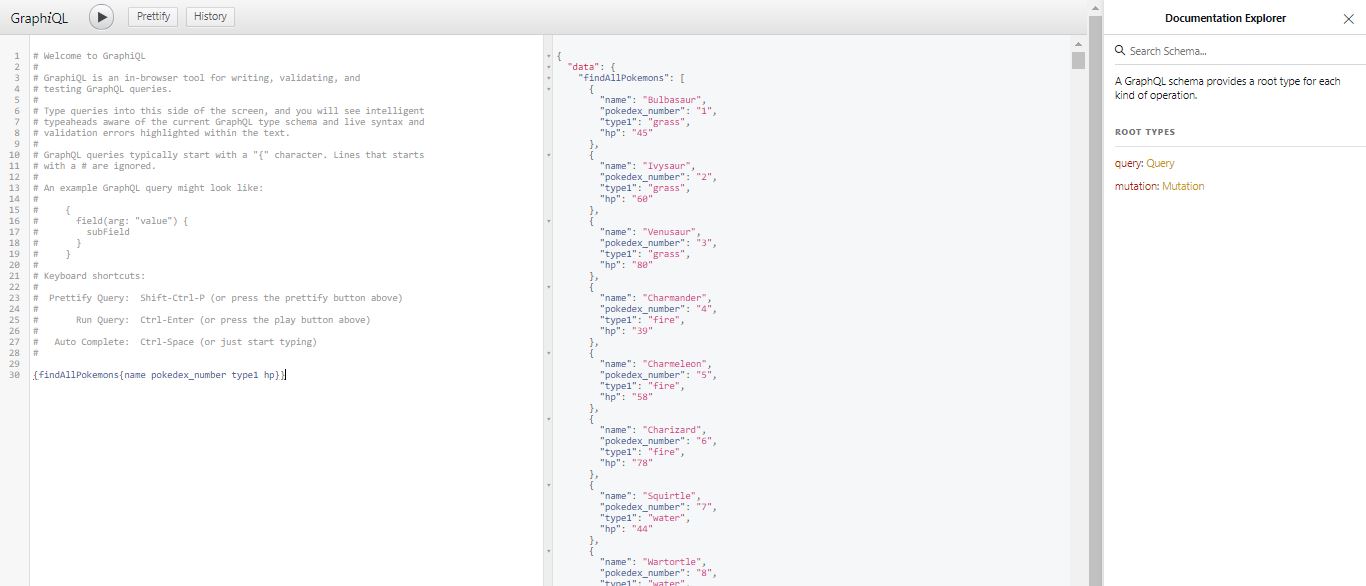 GraphiQL
Prettify
History
1 # Welcome to GraphiQL
2 #
3 # GraphiQL is an in-browser tool for writing, validating, and
4 # testing GraphQL queries.
5 #
6 # Type queries into this side of the screen, and you will see intelligent
7 # typeaheads aware of the current GraphQL type schema and live syntax and
8 # validation errors highlighted within the text.
9 #
10 # GraphQL queries typically start with a "{" character. Lines that starts
11 # with a # are ignored.
12 #
13 # An example GraphQL query might look like:
14 #
15 #     {
16 #       field(arg: "value") {
17 #         subField
18 #       }
19 #     }
20 #
21 # Keyboard shortcuts:
22 #
23 #  Prettify Query:  Shift-Ctrl-P (or press the prettify button above)
24 #
25 #       Run Query:  Ctrl-Enter (or press the play button above)
26 #
27 #   Auto Complete:  Ctrl-Space (or just start typing)
28 #
29
30 {findAllPokemons{name pokedex_number type1 hp}}
{
  "data": {
    "findAllPokemons": [
      {
        "name": "Bulbasaur",
        "pokedex_number": "1",
        "type1": "grass",
        "hp": "45"
      },
      {
        "name": "Ivysaur",
        "pokedex_number": "2",
        "type1": "grass",
        "hp": "60"
      },
      {
        "name": "Venusaur",
        "pokedex_number": "3",
        "type1": "grass",
        "hp": "80"
      },
      {
        "name": "Charmander",
        "pokedex_number": "4",
        "type1": "fire",
        "hp": "39"
      },
      {
        "name": "Charmeleon",
        "pokedex_number": "5",
        "type1": "fire",
        "hp": "58"
      },
      {
        "name": "Charizard",
        "pokedex_number": "6",
        "type1": "fire",
        "hp": "78"
      },
      {
        "name": "Squirtle",
        "pokedex_number": "7",
        "type1": "water",
        "hp": "44"
      },
      {
        "name": "Wartortle",
        "pokedex_number": "8",
        "type1": "water",
Documentation Explorer
Search Schema...
A GraphQL schema provides a root type for each
kind of operation.
ROOT TYPES
query: Query
mutation: Mutation